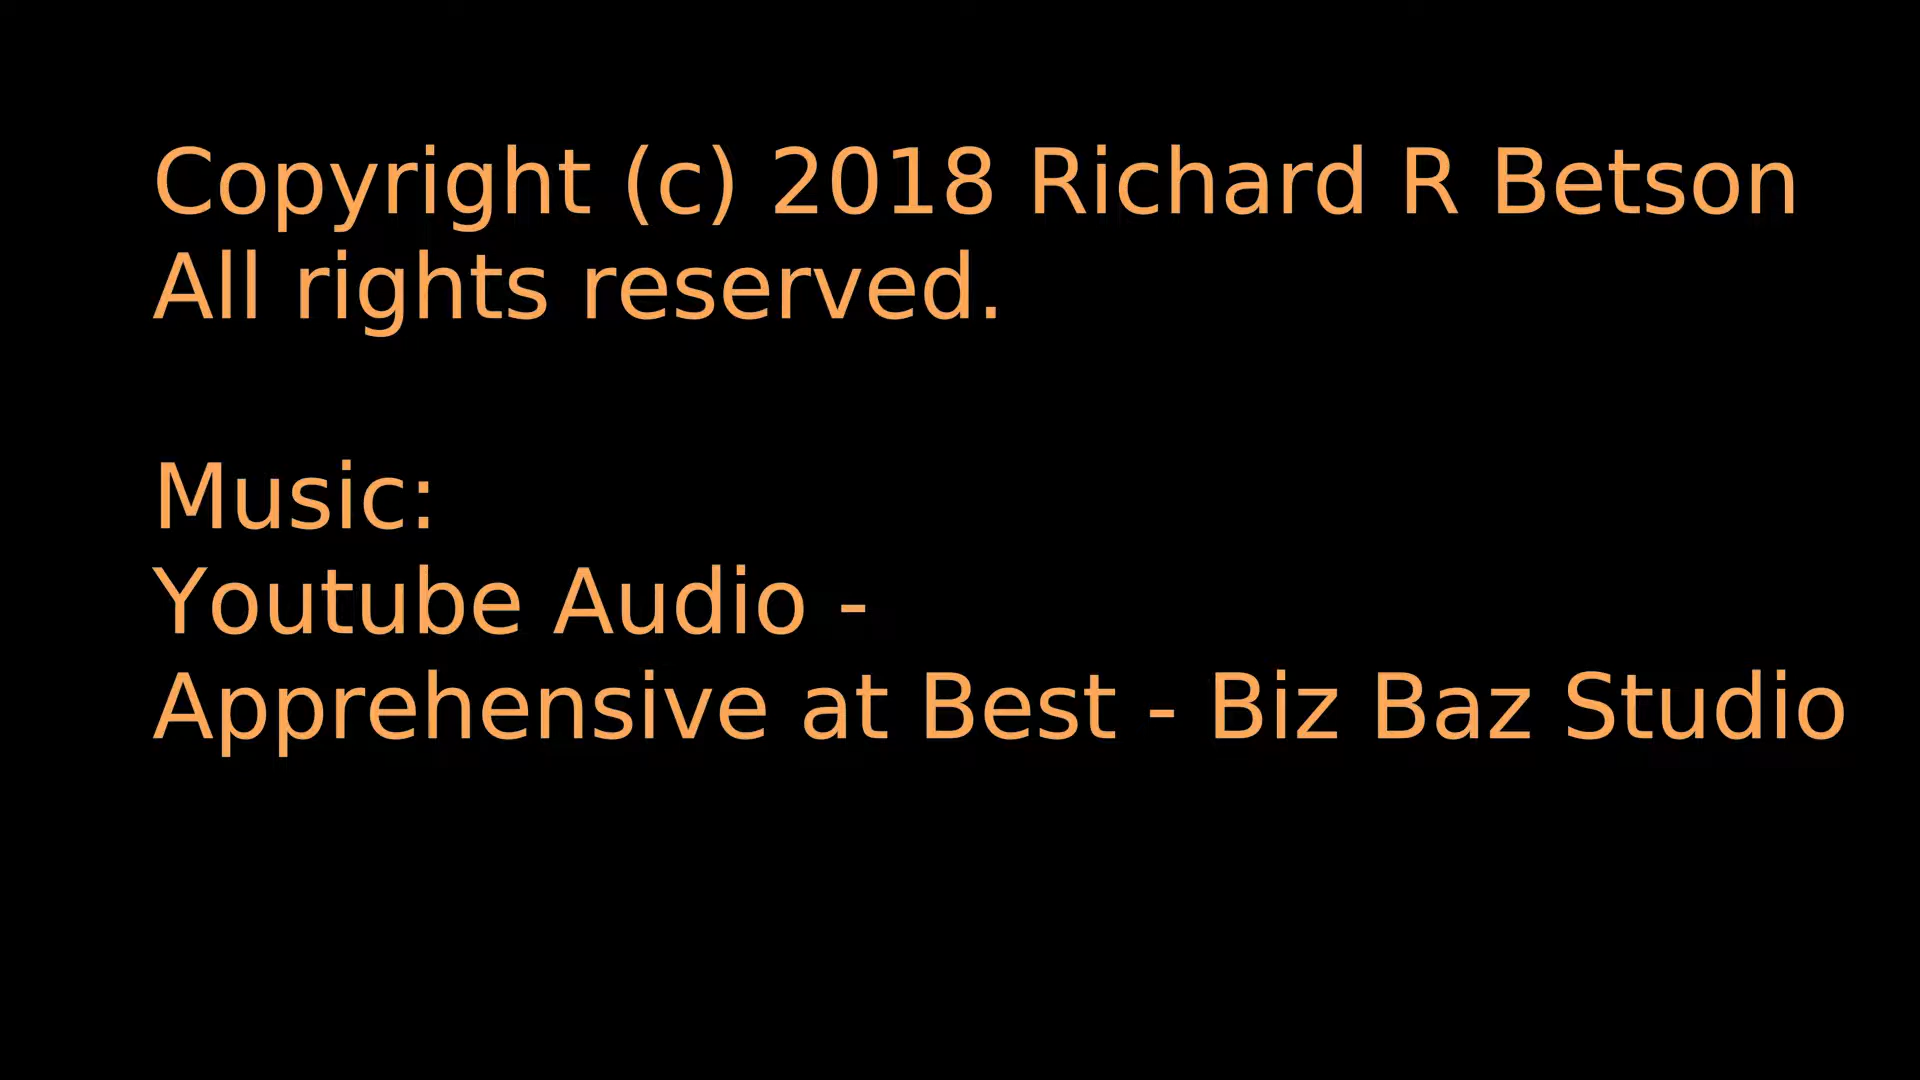 Copyright (c) 2018 Richard R Betson
All rights reserved.
Music:
Youtube Audio -
Apprehensive at Best - Biz Baz Studio